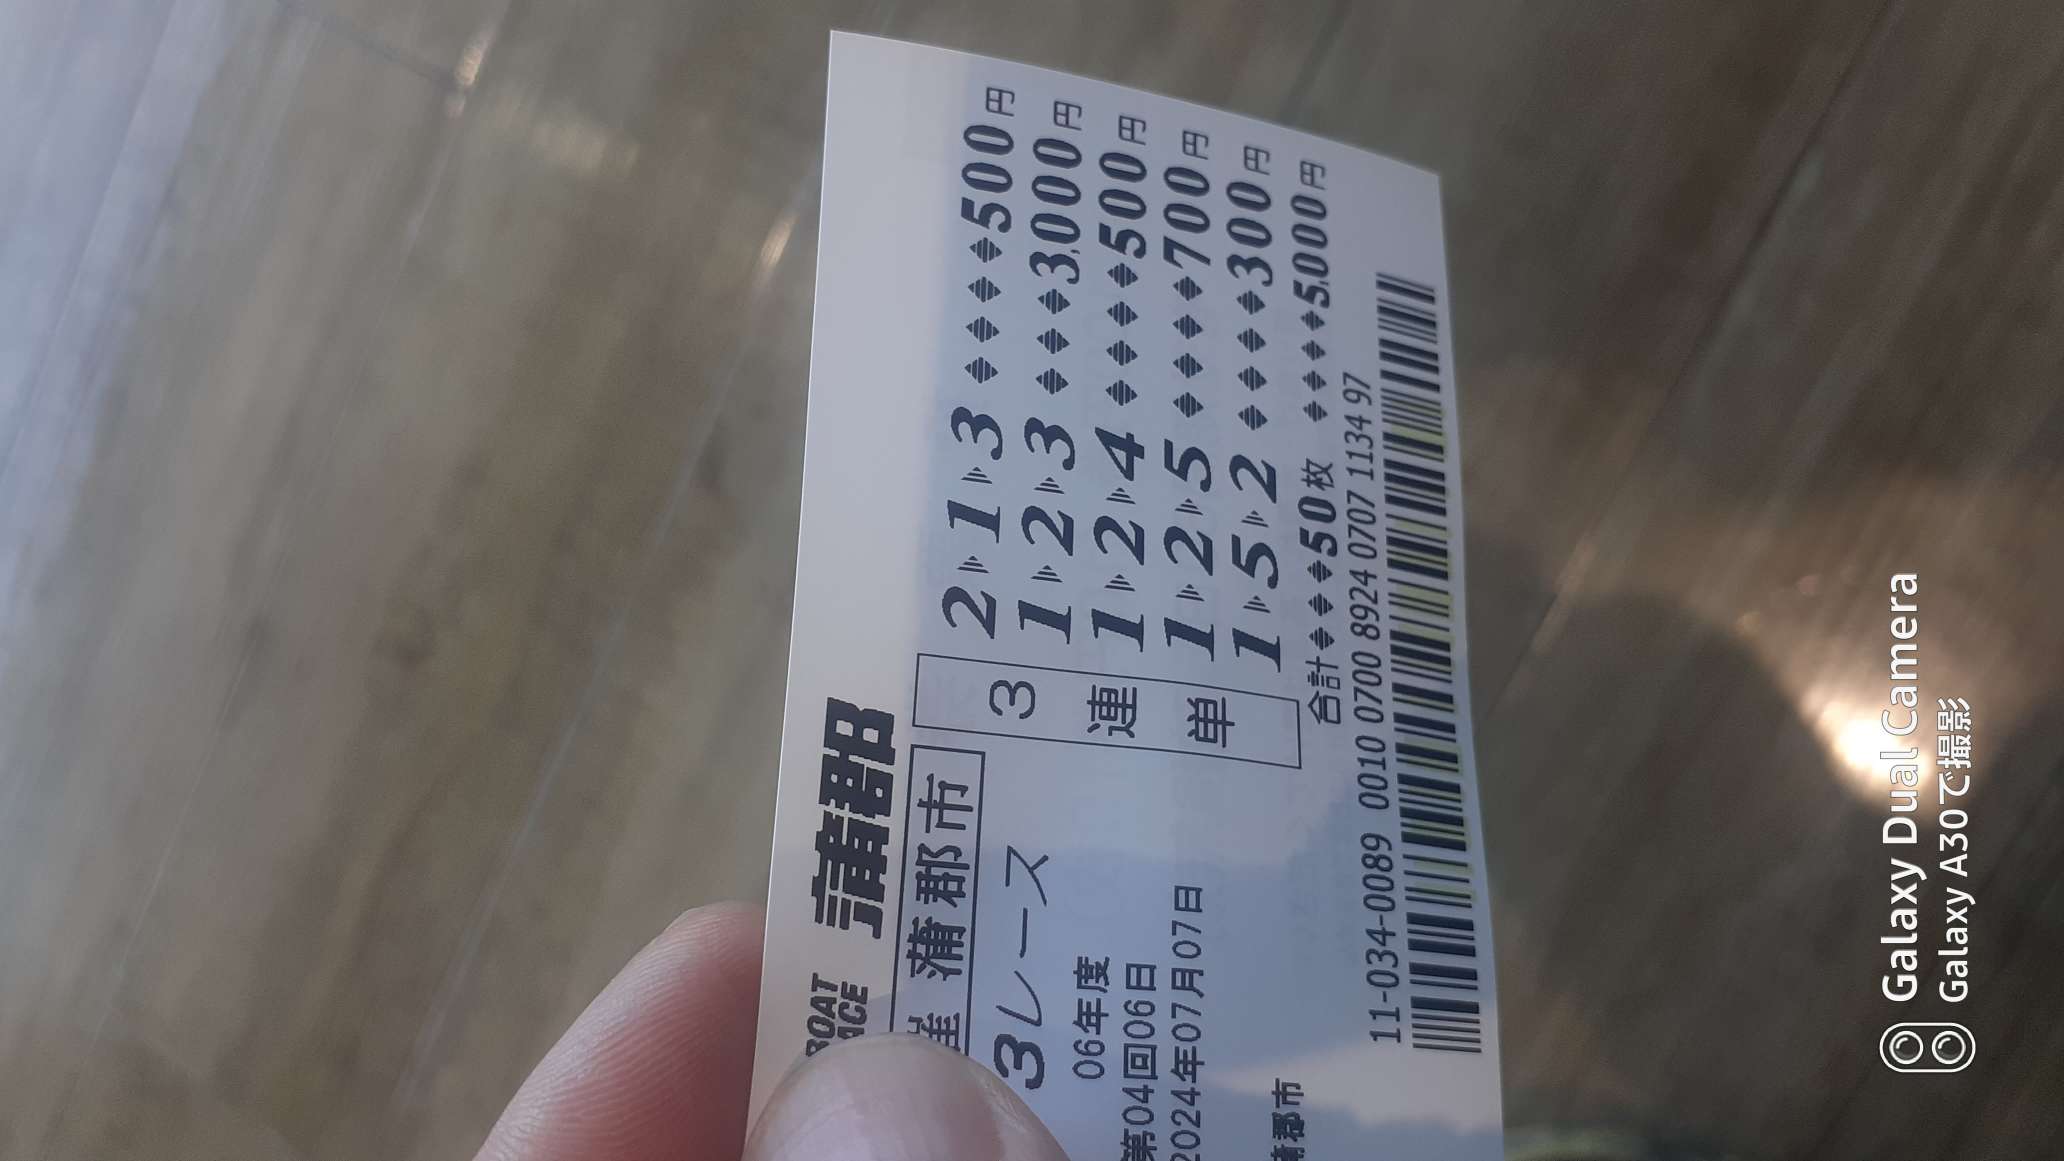 BOAT RACE 蒲郡
催 蒲郡市
3レース
06年度
第04回06日
2024年07月07日
蒲郡市
3連単
2▶1▶3 ◆◆◆◆500円
1▶2▶3 ◆◆◆3,000円
1▶2▶4 ◆◆◆◆500円
1▶2▶5 ◆◆◆◆700円
1▶5▶2 ◆◆◆◆300円
合計◆◆◆◆50枚 ◆◆◆◆5,000円
11-034-0089 0010 0700 8924 0707 1134 97
Galaxy Dual Camera
Galaxy A30で撮影